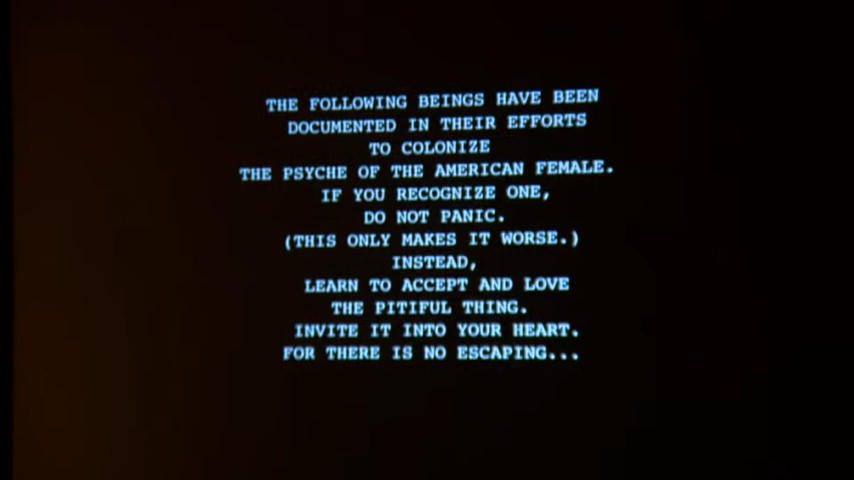 THE FOLLOWING BEINGS HAVE BEEN
DOCUMENTED IN THEIR EFFORTS
TO COLONIZE
THE PSYCHE OF THE AMERICAN FEMALE.
IF YOU RECOGNIZE ONE,
DO NOT PANIC.
(THIS ONLY MAKES IT WORSE.)
INSTEAD,
LEARN TO ACCEPT AND LOVE
THE PITIFUL THING.
INVITE IT INTO YOUR HEART.
FOR THERE IS NO ESCAPING...